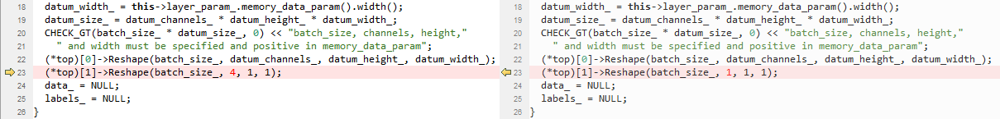 18 datum_width_ = this->layer_param_.memory_data_param().width();
19 datum_size_ = datum_channels_ * datum_height_ * datum_width_;
20 CHECK_GT(batch_size_ * datum_size_, 0) << "batch_size, channels, height,"
21 " and width must be specified and positive in memory_data_param";
22 (*top)[0]->Reshape(batch_size_, datum_channels_, datum_height_, datum_width_);
23 (*top)[1]->Reshape(batch_size_, 4, 1, 1);
24 data_ = NULL;
25 labels_ = NULL;
26 }
18 datum_width_ = this->layer_param_.memory_data_param().width();
19 datum_size_ = datum_channels_ * datum_height_ * datum_width_;
20 CHECK_GT(batch_size_ * datum_size_, 0) << "batch_size, channels, height,"
21 " and width must be specified and positive in memory_data_param";
22 (*top)[0]->Reshape(batch_size_, datum_channels_, datum_height_, datum_width_);
23 (*top)[1]->Reshape(batch_size_, 1, 1, 1);
24 data_ = NULL;
25 labels_ = NULL;
26 }